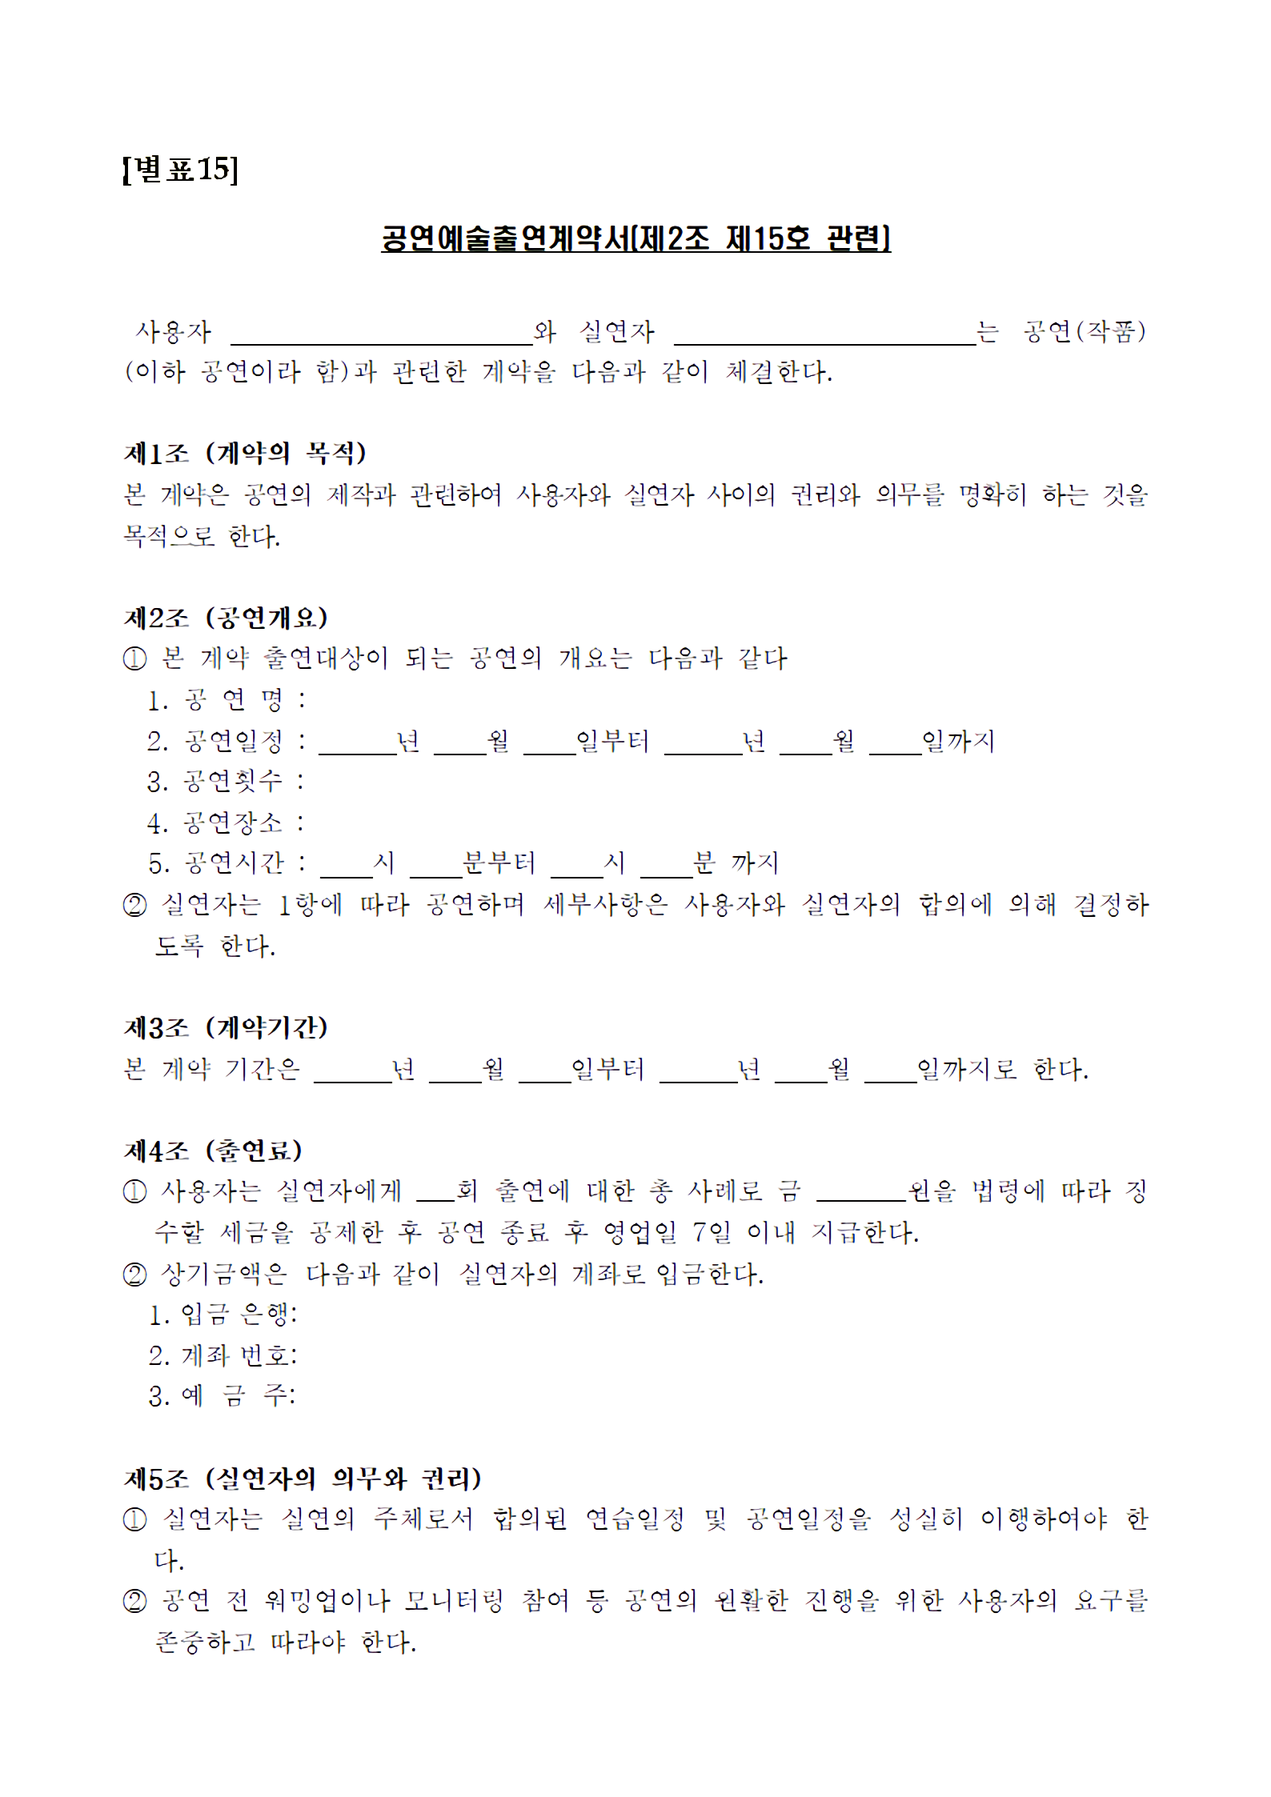 [별표15]
공연예술출연계약서(제2조 제15호 관련)
사용자 ________________와 실연자 ________________는 공연(작품)
(이하 공연이라 함)과 관련한 계약을 다음과 같이 체결한다.
제1조 (계약의 목적)
본 계약은 공연의 제작과 관련하여 사용자와 실연자 사이의 권리와 의무를 명확히 하는 것을
목적으로 한다.
제2조 (공연개요)
① 본 계약 출연대상이 되는 공연의 개요는 다음과 같다
1. 공 연 명 :
2. 공연일정 : ______년 ____월 ____일부터 ______년 ____월 ____일까지
3. 공연횟수 :
4. 공연장소 :
5. 공연시간 : ____시 ____분부터 ____시 ____분 까지
② 실연자는 1항에 따라 공연하며 세부사항은 사용자와 실연자의 합의에 의해 결정하
도록 한다.
제3조 (계약기간)
본 계약 기간은 ______년 ____월 ____일부터 ______년 ____월 ____일까지로 한다.
제4조 (출연료)
① 사용자는 실연자에게 ___회 출연에 대한 총 사례로 금 _______원을 법령에 따라 징
수할 세금을 공제한 후 공연 종료 후 영업일 7일 이내 지급한다.
② 상기금액은 다음과 같이 실연자의 계좌로 입금한다.
1. 입금 은행:
2. 계좌 번호:
3. 예 금 주:
제5조 (실연자의 의무와 권리)
① 실연자는 실연의 주체로서 합의된 연습일정 및 공연일정을 성실히 이행하여야 한
다.
② 공연 전 워밍업이나 모니터링 참여 등 공연의 원활한 진행을 위한 사용자의 요구를
존중하고 따라야 한다.